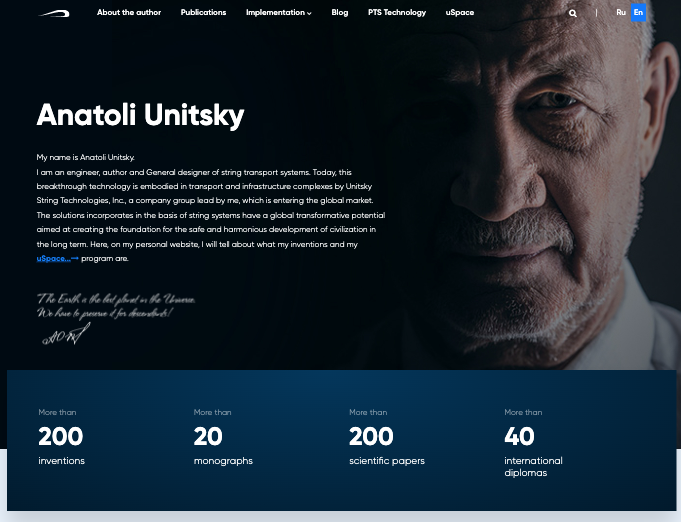 About the author Publications Implementation Blog PTS Technology uSpace Ru En
Anatoli Unitsky
My name is Anatoli Unitsky.
I am an engineer, author and General designer of string transport systems. Today, this
breakthrough technology is embodied in transport and infrastructure complexes by Unitsky
String Technologies, Inc., a company group lead by me, which is entering the global market.
The solutions incorporates in the basis of string systems have a global transformative potential
aimed at creating the foundation for the safe and harmonious development of civilization in
the long term. Here, on my personal website, I will tell about what my inventions and my
uSpace...→ program are.
The Earth is the best planet in the Universe.
We have to preserve it for descendants!
More than More than More than More than
200 20 200 40
inventions monographs scientific papers international
diplomas